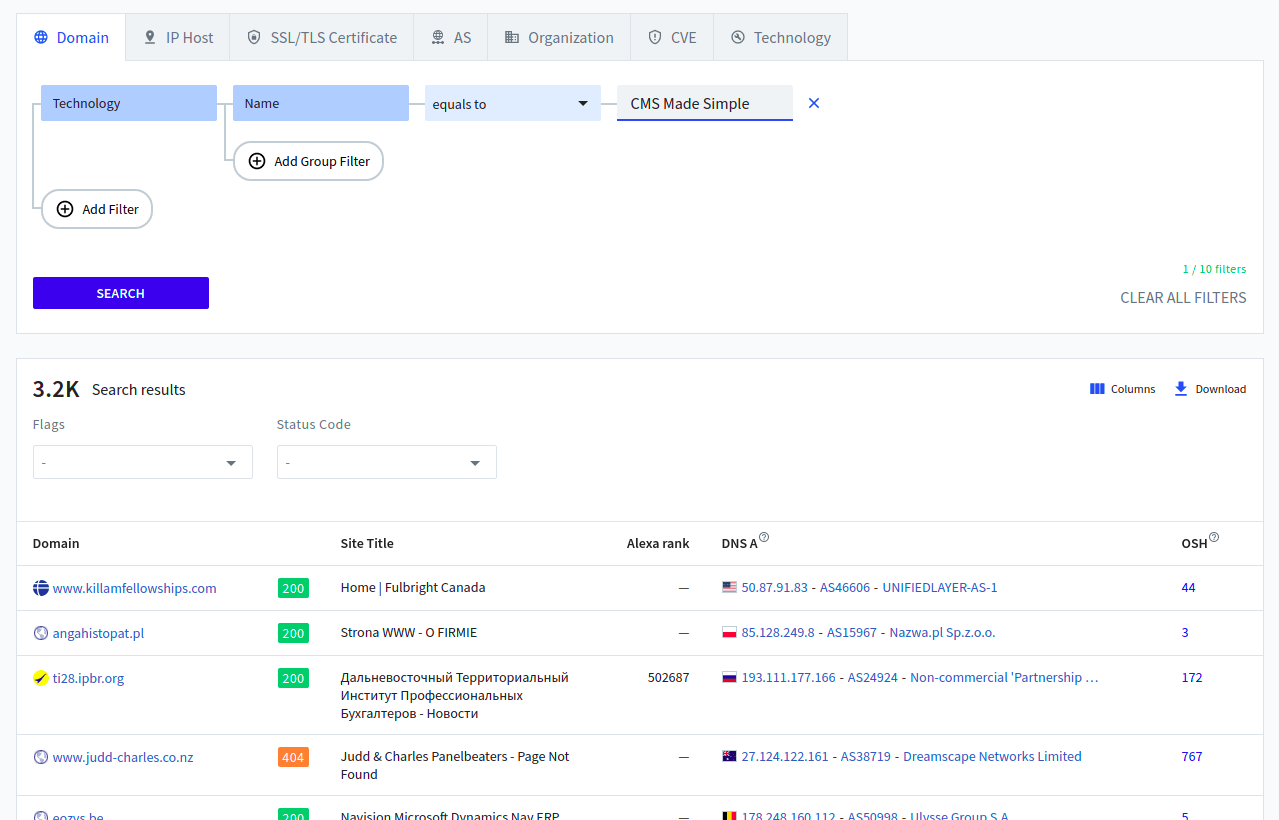 Domain IP Host SSL/TLS Certificate AS Organization CVE Technology
Technology Name equals to CMS Made Simple
Add Group Filter
Add Filter
1 / 10 filters
SEARCH CLEAR ALL FILTERS
3.2K Search results Columns Download
Flags Status Code
- -
Domain Site Title Alexa rank DNS A OSH
www.killamfellowships.com 200 Home | Fulbright Canada — 50.87.91.83 - AS46606 - UNIFIEDLAYER-AS-1 44
angahistopat.pl 200 Strona WWW - O FIRMIE — 85.128.249.8 - AS15967 - Nazwa.pl Sp.z.o.o. 3
ti28.ipbr.org 200 Дальневосточный Территориальный 502687 193.111.177.166 - AS24924 - Non-commercial 'Partnership … 172
Институт Профессиональных
Бухгалтеров - Новости
www.judd-charles.co.nz 404 Judd & Charles Panelbeaters - Page Not — 27.124.122.161 - AS38719 - Dreamscape Networks Limited 767
Found
eozys.be 200 Navision Microsoft Dynamics Nav ERP — 178.248.160.112 - AS50998 - Ulysse Group S.A 5